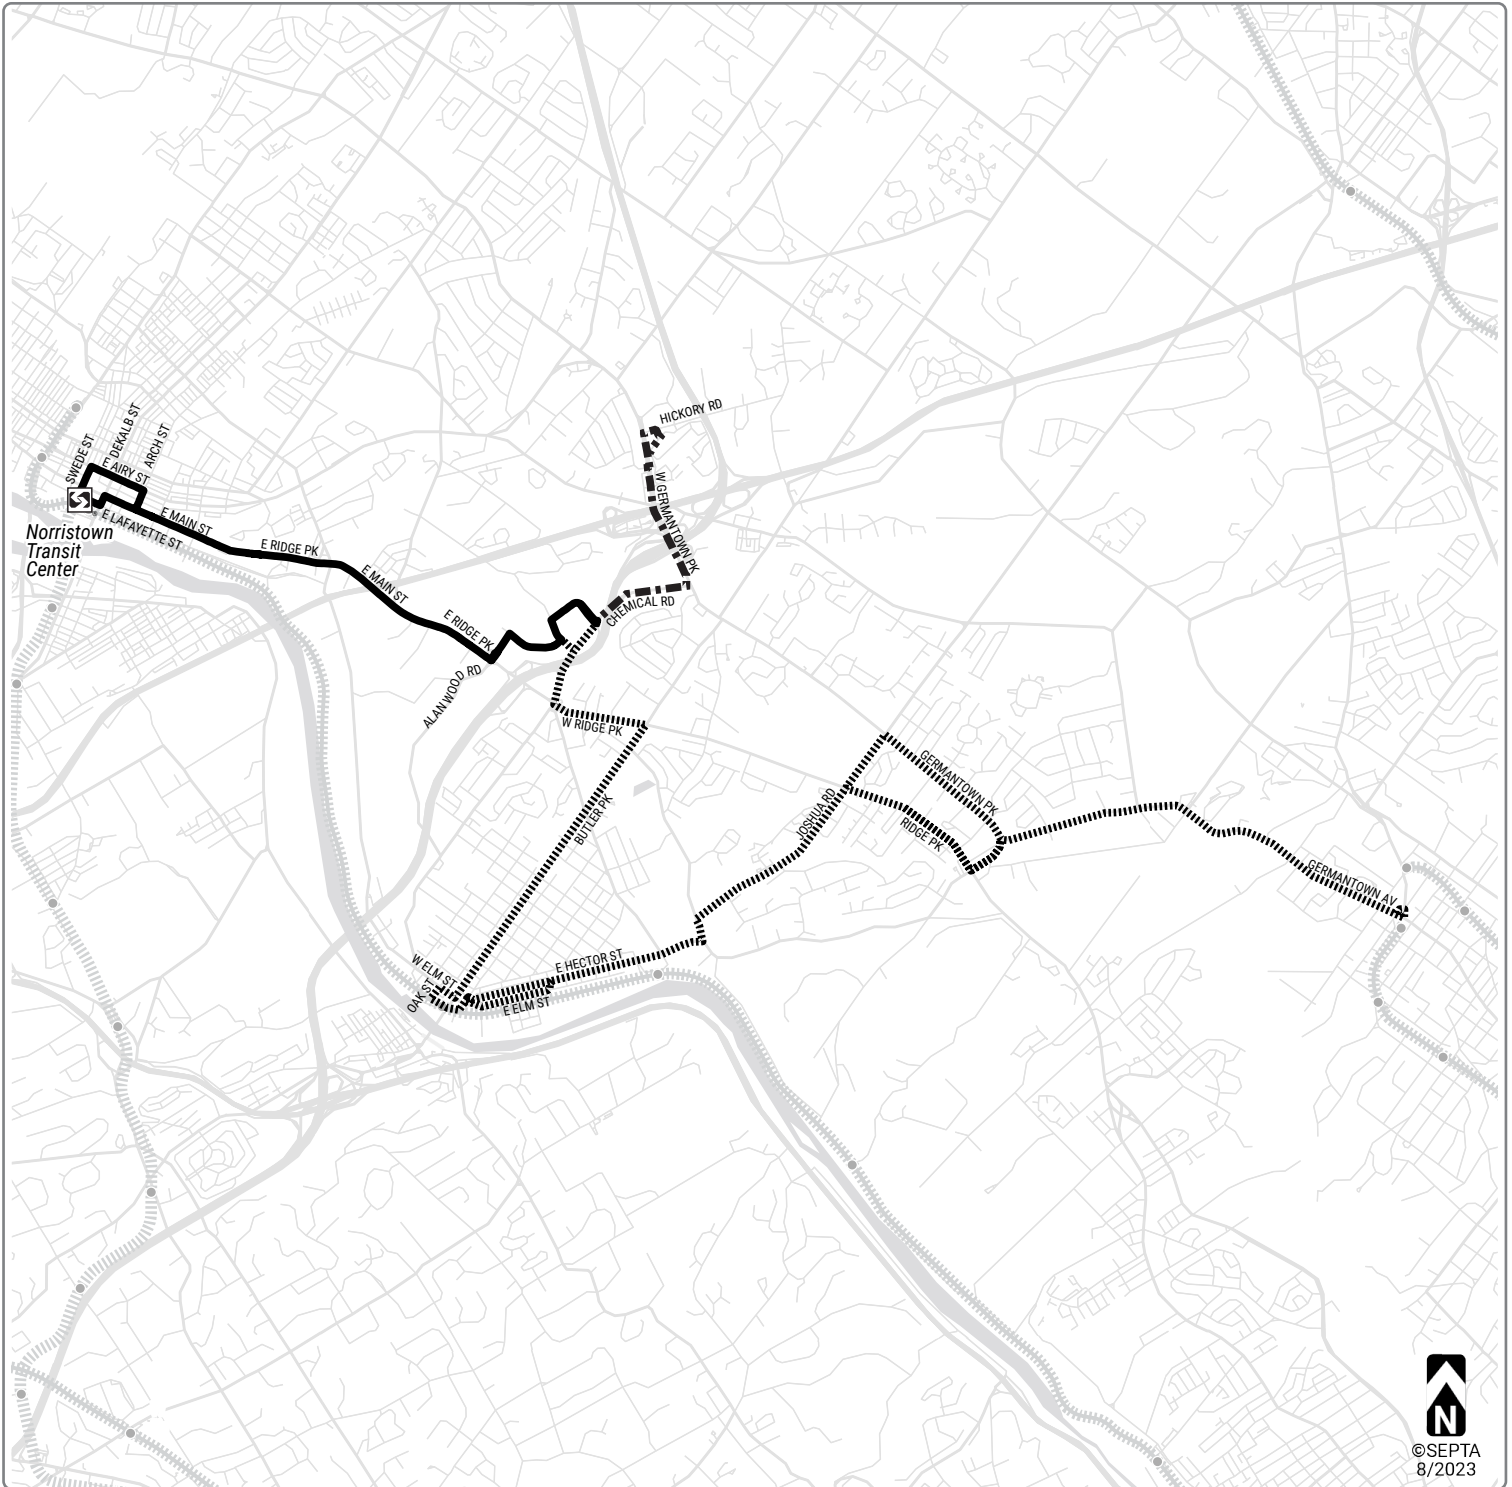 HICKORY RD
W GERMANTOWN PK
SWEDE ST
DEKALB ST
ARCH ST
E AIRY ST
E MAIN ST
E LAFAYETTE ST
Norristown
Transit
Center
E RIDGE PK
E MAIN ST
E RIDGE PK
ALAN WOOD RD
CHEMICAL RD
W RIDGE PK
BUTLER PK
GERMANTOWN PK
JOSHUA RD
RIDGE PK
GERMANTOWN AV
W ELM ST
OAK ST
E HECTOR ST
E ELM ST
N
©SEPTA
8/2023